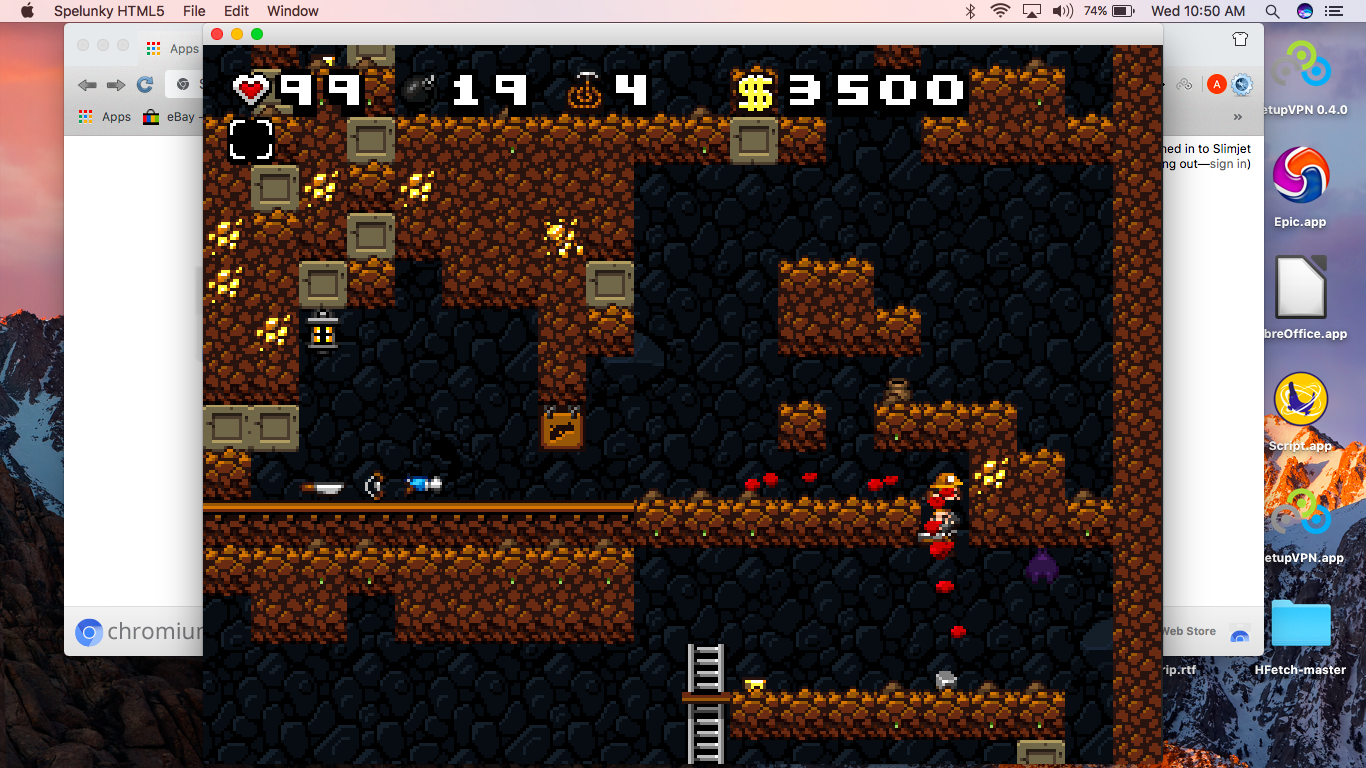 Spelunky HTML5 File Edit Window 74% Wed 10:50 AM
Apps
S
A
Apps eBay - »
99 19 4 $3500
etupVPN 0.4.0
ned in to Slimjet
ng out—sign in)
Epic.app
breOffice.app
Script.app
etupVPN.app
chromiu
Web Store
rip.rtf
HFetch-master